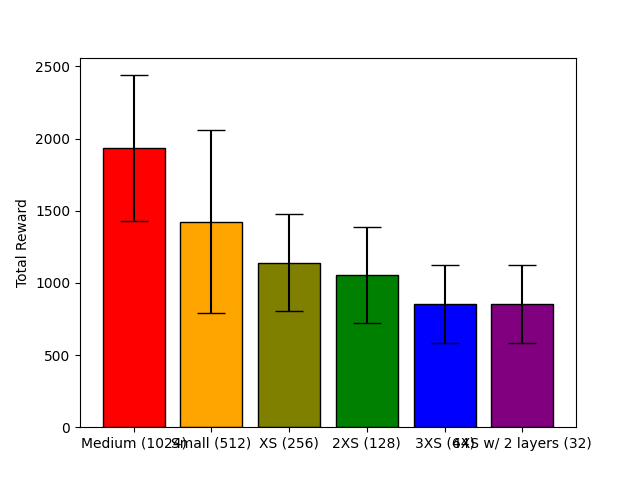 2500
2000
1500
1000
500
0
Total Reward
Medium (1024)
Small (512)
XS (256)
2XS (128)
3XS (64)
4XS w/ 2 layers (32)